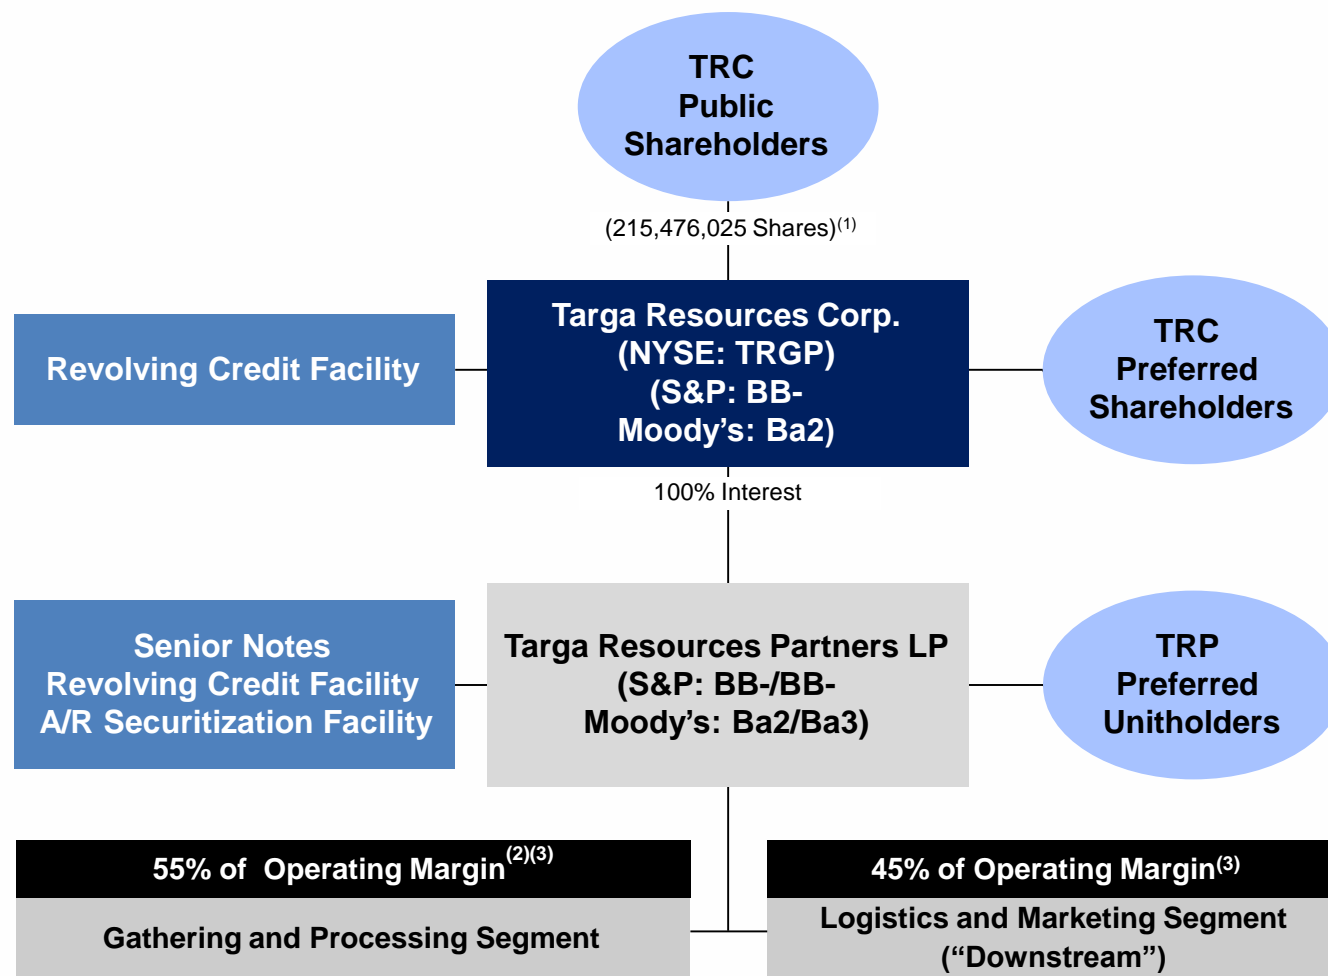 TRC
Public
Shareholders
(215,476,025 Shares)(1)
Targa Resources Corp.
(NYSE: TRGP)
(S&P: BB-
Moody’s: Ba2)
Revolving Credit Facility
TRC
Preferred
Shareholders
100% Interest
Senior Notes
Revolving Credit Facility
A/R Securitization Facility
Targa Resources Partners LP
(S&P: BB-/BB-
Moody’s: Ba2/Ba3)
TRP
Preferred
Unitholders
55% of Operating Margin(2)(3)
Gathering and Processing Segment
45% of Operating Margin(3)
Logistics and Marketing Segment
(“Downstream”)